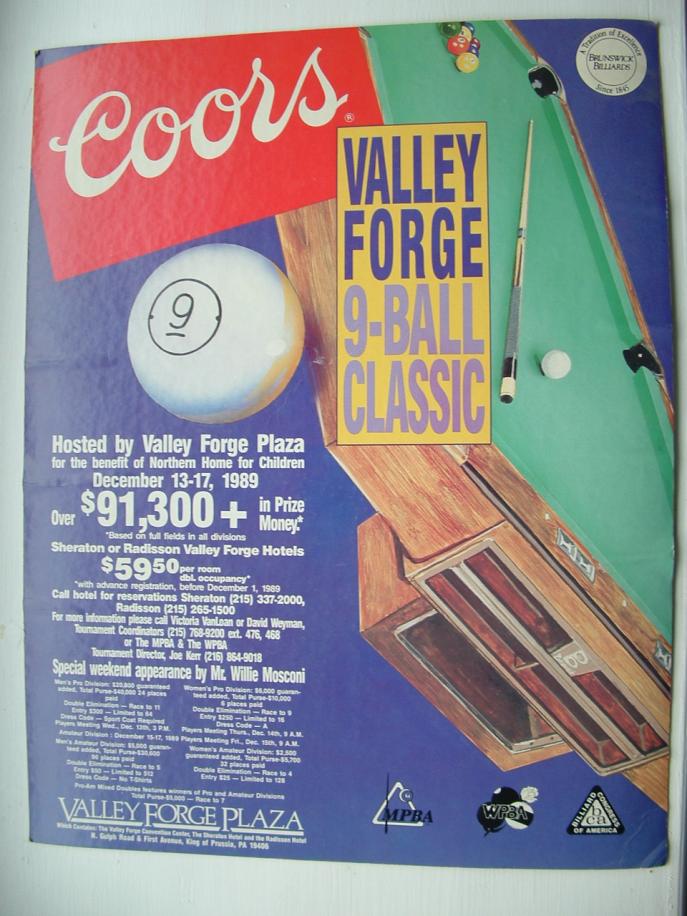 Coors®
A Tradition of Excellence
BRUNSWICK
BILLIARDS
Since 1845
VALLEY
FORGE
9-BALL
CLASSIC
9
Hosted by Valley Forge Plaza
for the benefit of Northern Home for Children
December 13-17, 1989
Over $91,300+ in Prize Money.*
*Based on full fields in all divisions
Sheraton or Radisson Valley Forge Hotels
$59.50 per room dbl. occupancy*
*with advance registration, before December 1, 1989
Call hotel for reservations Sheraton (215) 337-2000,
Radisson (215) 265-1500
For more information please call Victoria VanLoan or David Weyman,
Tournament Coordinators (215) 768-9200 ext. 476, 468
or The MPBA & The WPBA
Tournament Director, Joe Kerr (216) 864-9018
Special weekend appearance by Mr. Willie Mosconi
Men's Pro Division: $20,800 guaranteed
added, Total Purse-$40,000 24 places
paid
Double Elimination — Race to 11
Entry $300 — Limited to 64
Dress Code — Sport Coat Required
Players Meeting Wed., Dec. 13th, 3 P.M.
Women's Pro Division: $6,000 guaran-
teed added, Total Purse-$10,000
6 places paid
Double Elimination — Race to 9
Entry $250 — Limited to 16
Dress Code — A
Players Meeting Thurs., Dec. 14th, 9 A.M.
Amateur Division: December 15-17, 1989 Players Meeting Fri., Dec. 15th, 9 A.M.
Men's Amateur Division: $5,000 guaran-
teed added, Total Purse-$30,600
96 places paid
Double Elimination — Race to 5
Entry $50 — Limited to 512
Dress Code — No T-Shirts
Women's Amateur Division: $2,500
guaranteed added, Total Purse-$5,700
32 places paid
Double Elimination — Race to 4
Entry $25 — Limited to 128
Pro-Am Mixed Doubles features winners of Pro and Amateur Divisions
Total Purse-$5,000 — Race to 7
VALLEY FORGE PLAZA
Which Contains: The Valley Forge Convention Center, The Sheraton Hotel and the Radisson Hotel
N. Gulph Road & First Avenue, King of Prussia, PA 19406
MPBA
WPBA
BILLIARD CONGRESS
bca
OF AMERICA